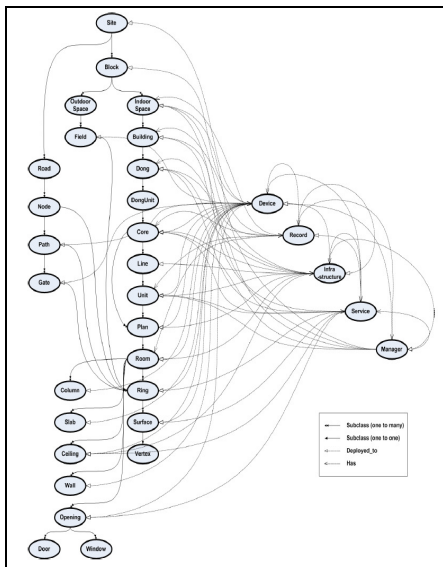 Site
Block
Outdoor
Space
Indoor
Space
Field
Building
Road
Dong
Node
DongUnit
Device
Path
Core
Record
Gate
Line
Infra
-structure
Unit
Service
Plan
Manager
Room
Column
Ring
Slab
Surface
Ceiling
Vertex
Wall
Opening
Door
Window
Subclass (one to many)
Subclass (one to one)
Deployed_to
Has